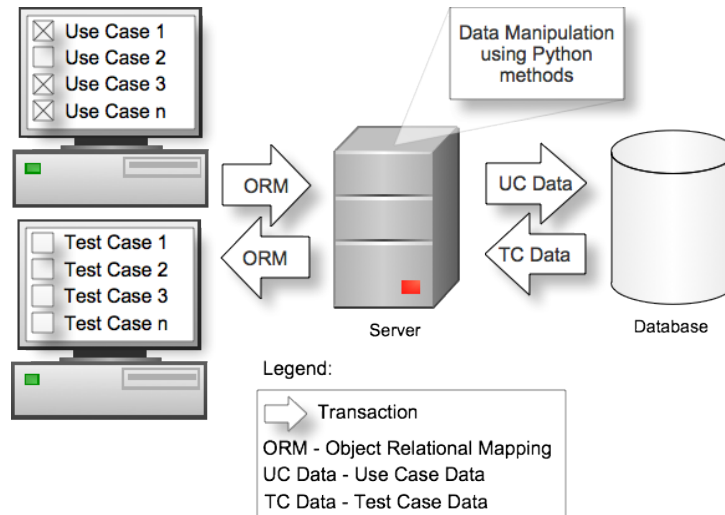 Use Case 1
Use Case 2
Use Case 3
Use Case n
Data Manipulation
using Python
methods
ORM
UC Data
Test Case 1
Test Case 2
Test Case 3
Test Case n
ORM
TC Data
Server
Database
Legend:
Transaction
ORM - Object Relational Mapping
UC Data - Use Case Data
TC Data - Test Case Data